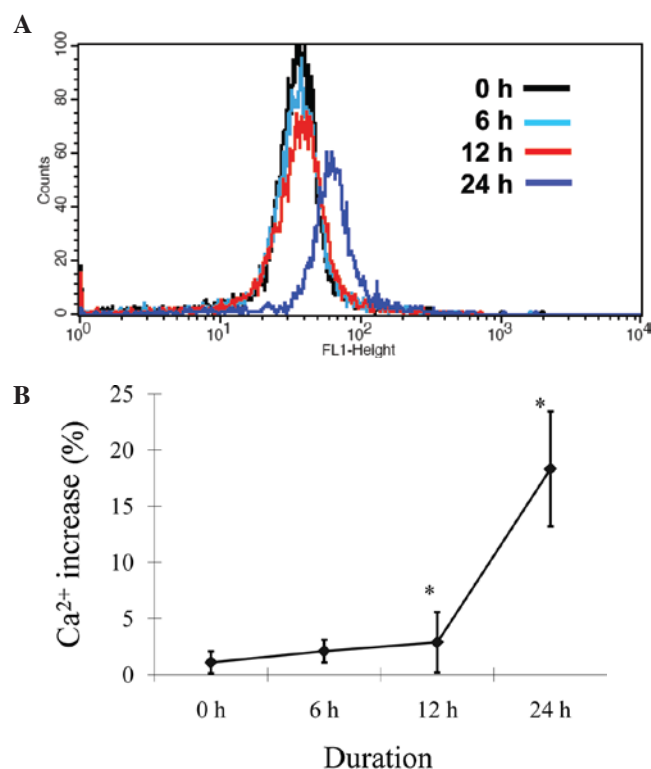 A
100
80
60
40
20
0
Counts
0 h
6 h
12 h
24 h
10⁰
10¹
10²
10³
10⁴
FL1-Height
B
25
20
15
10
5
0
Ca²⁺ increase (%)
*
*
0 h
6 h
12 h
24 h
Duration